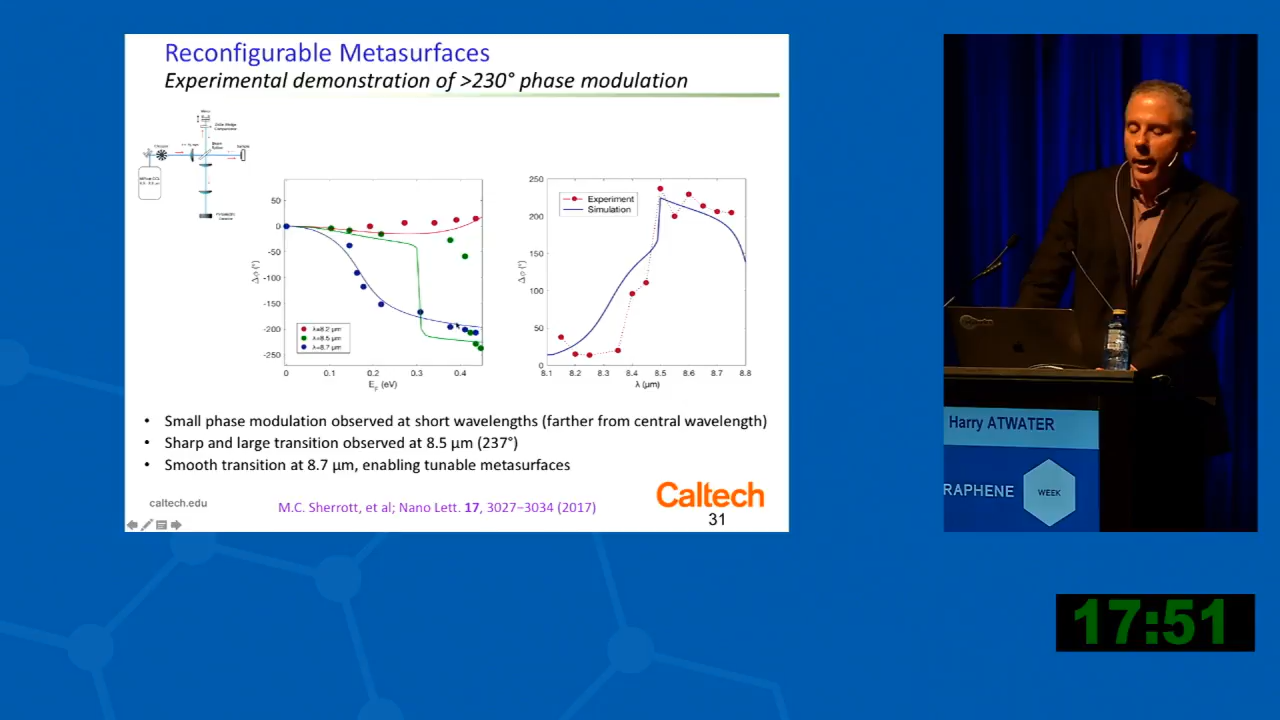 Reconfigurable Metasurfaces
Experimental demonstration of >230° phase modulation
50
0
-50
-100
-150
-200
-250
Δφ (°)
λ=8.2 μm
λ=8.5 μm
λ=8.7 μm
0 0.1 0.2 0.3 0.4
E_F (eV)
250
200
150
100
50
0
Δφ (°)
Experiment
Simulation
8.1 8.2 8.3 8.4 8.5 8.6 8.7 8.8
λ (μm)
• Small phase modulation observed at short wavelengths (farther from central wavelength)
• Sharp and large transition observed at 8.5 μm (237°)
• Smooth transition at 8.7 μm, enabling tunable metasurfaces
caltech.edu
M.C. Sherrott, et al; Nano Lett. 17, 3027−3034 (2017)
Caltech
31
Harry ATWATER
RAPHENE
WEEK
17:51